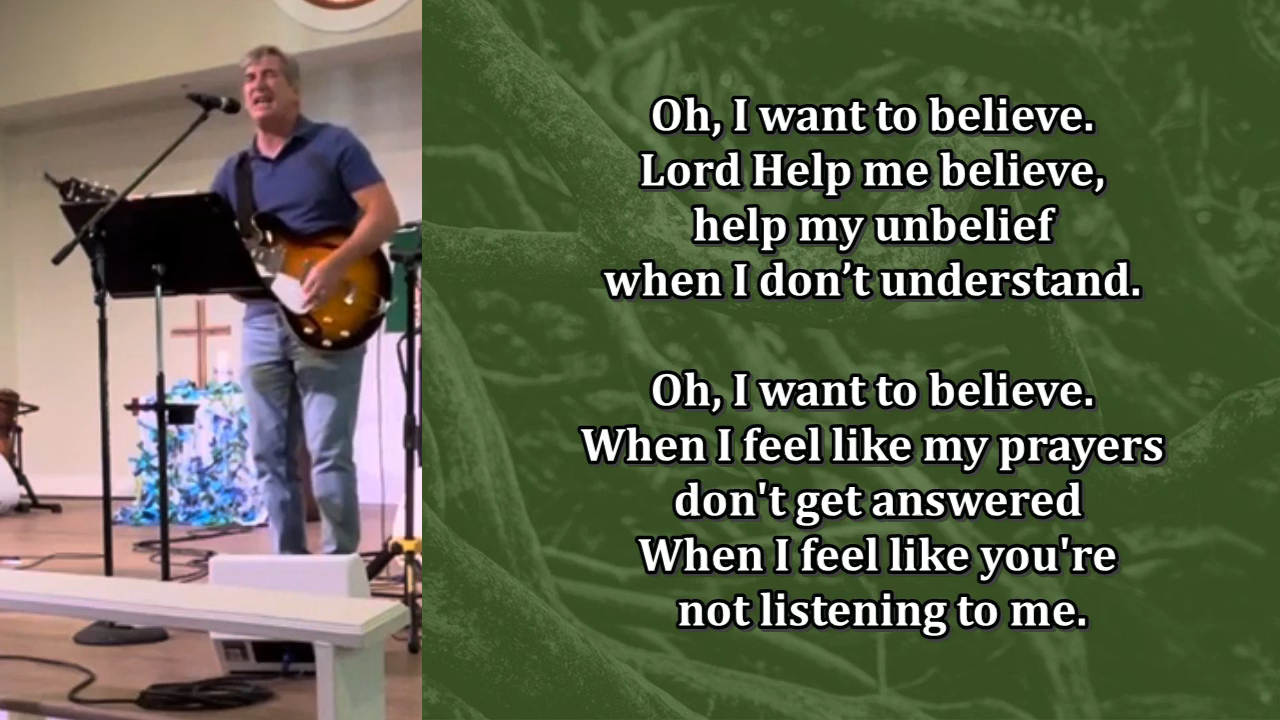 Oh, I want to believe.
Lord Help me believe,
help my unbelief
when I don’t understand.
Oh, I want to believe.
When I feel like my prayers
don't get answered
When I feel like you're
not listening to me.